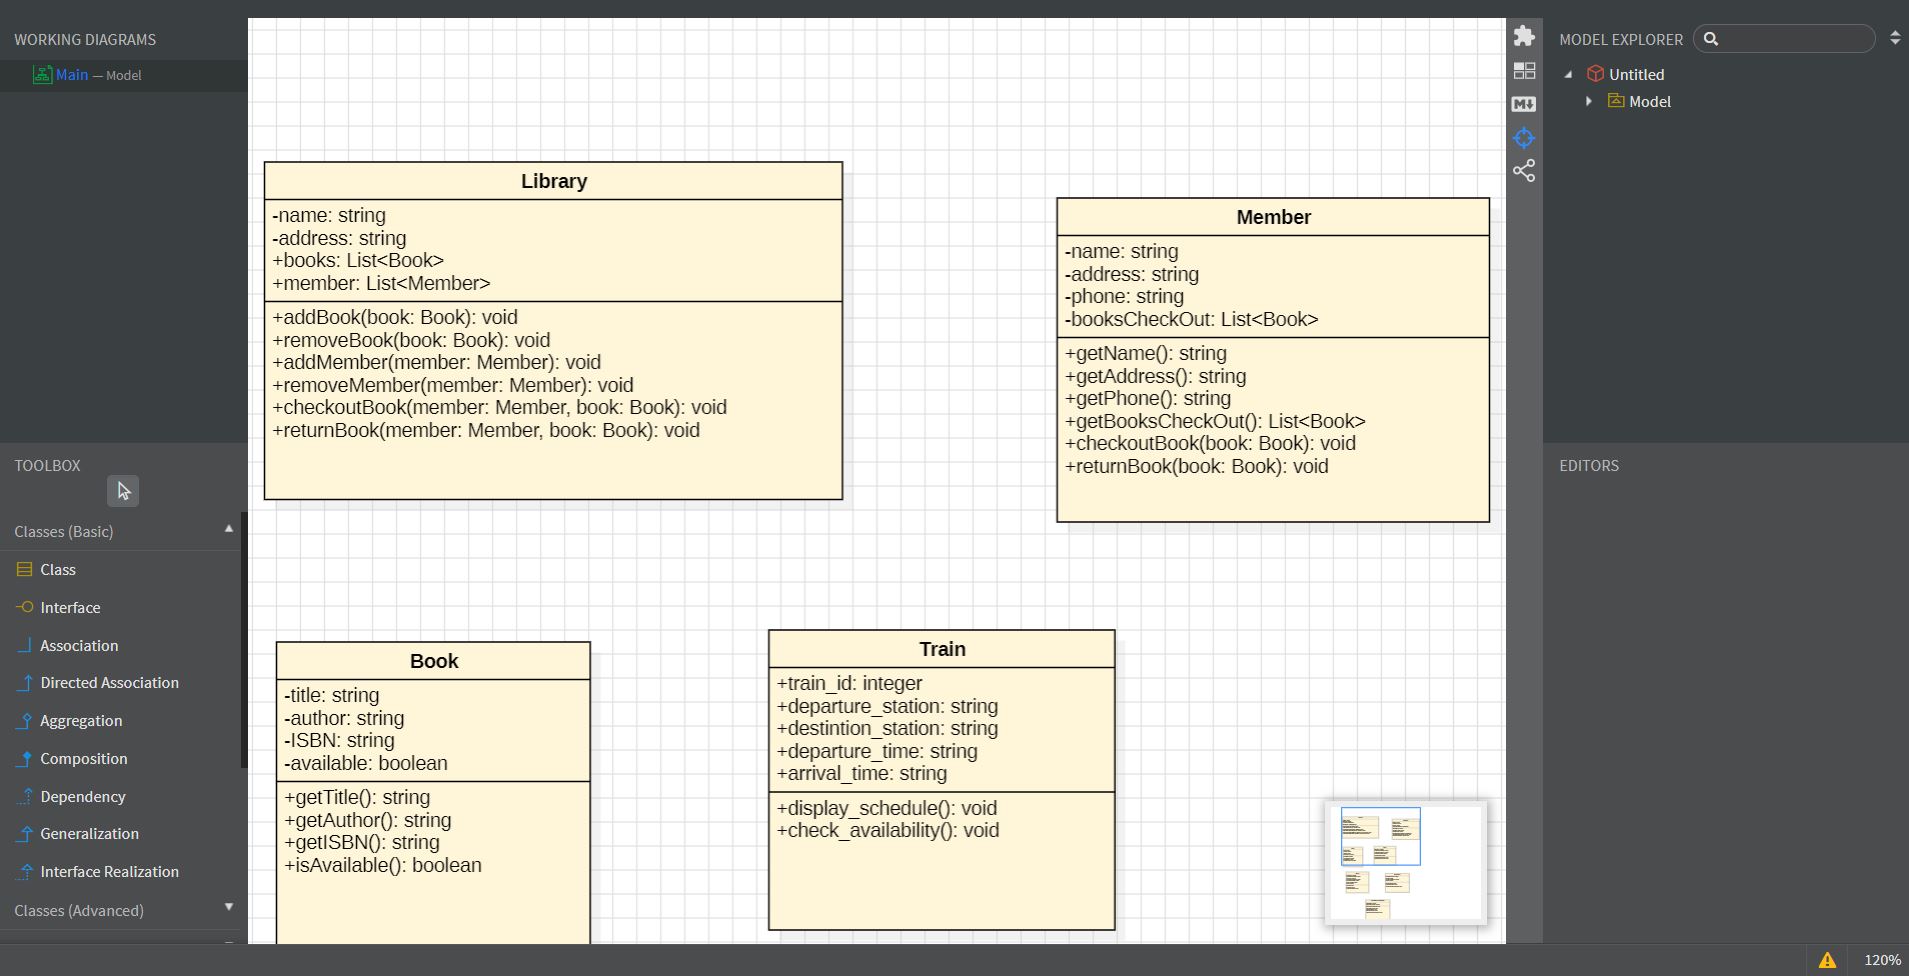 WORKING DIAGRAMS
Main — Model
TOOLBOX
Classes (Basic)
Class
Interface
Association
Directed Association
Aggregation
Composition
Dependency
Generalization
Interface Realization
Classes (Advanced)
Library
-name: string
-address: string
+books: List<Book>
+member: List<Member>
+addBook(book: Book): void
+removeBook(book: Book): void
+addMember(member: Member): void
+removeMember(member: Member): void
+checkoutBook(member: Member, book: Book): void
+returnBook(member: Member, book: Book): void
Member
-name: string
-address: string
-phone: string
-booksCheckOut: List<Book>
+getName(): string
+getAddress(): string
+getPhone(): string
+getBooksCheckOut(): List<Book>
+checkoutBook(book: Book): void
+returnBook(book: Book): void
Book
-title: string
-author: string
-ISBN: string
-available: boolean
+getTitle(): string
+getAuthor(): string
+getISBN(): string
+isAvailable(): boolean
Train
+train_id: integer
+departure_station: string
+destintion_station: string
+departure_time: string
+arrival_time: string
+display_schedule(): void
+check_availability(): void
M
MODEL EXPLORER
Untitled
Model
EDITORS
120%